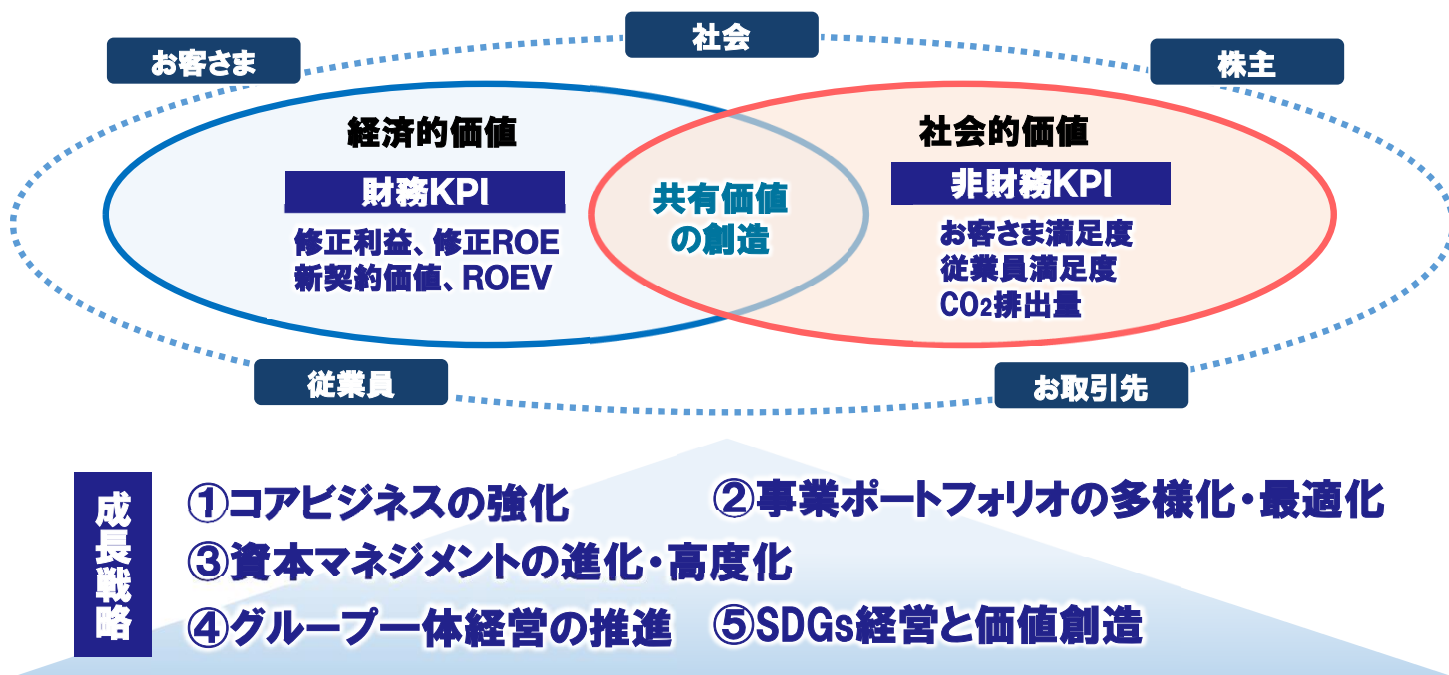 社会
お客さま
株主
経済的価値
財務KPI
修正利益、修正ROE
新契約価値、ROEV
共有価値
の創造
社会的価値
非財務KPI
お客さま満足度
従業員満足度
CO₂排出量
従業員
お取引先
成長戦略
①コアビジネスの強化
②事業ポートフォリオの多様化・最適化
③資本マネジメントの進化・高度化
④グループ一体経営の推進
⑤SDGs経営と価値創造